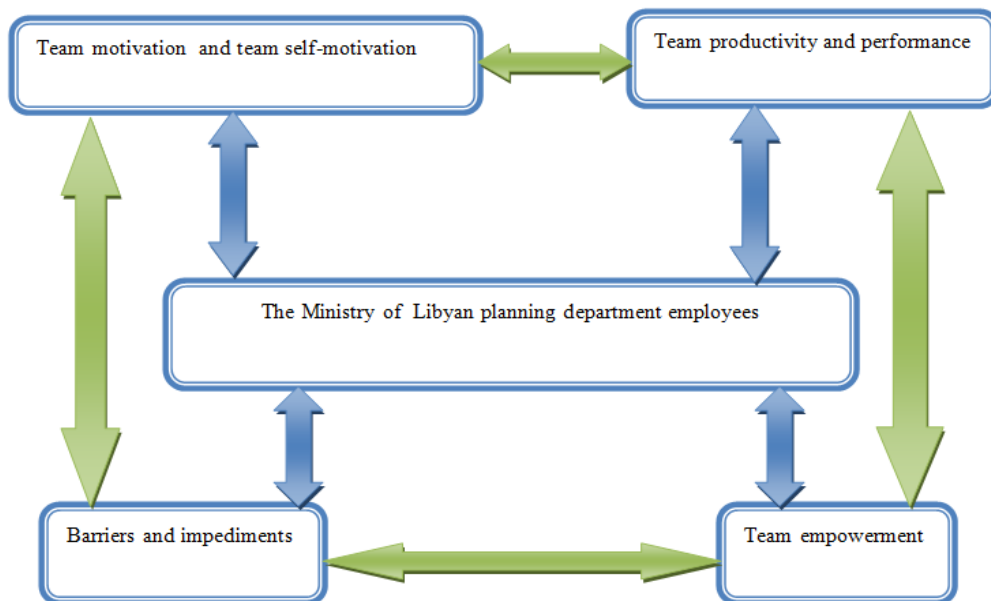 Team motivation and team self-motivation
Team productivity and performance
The Ministry of Libyan planning department employees
Barriers and impediments
Team empowerment